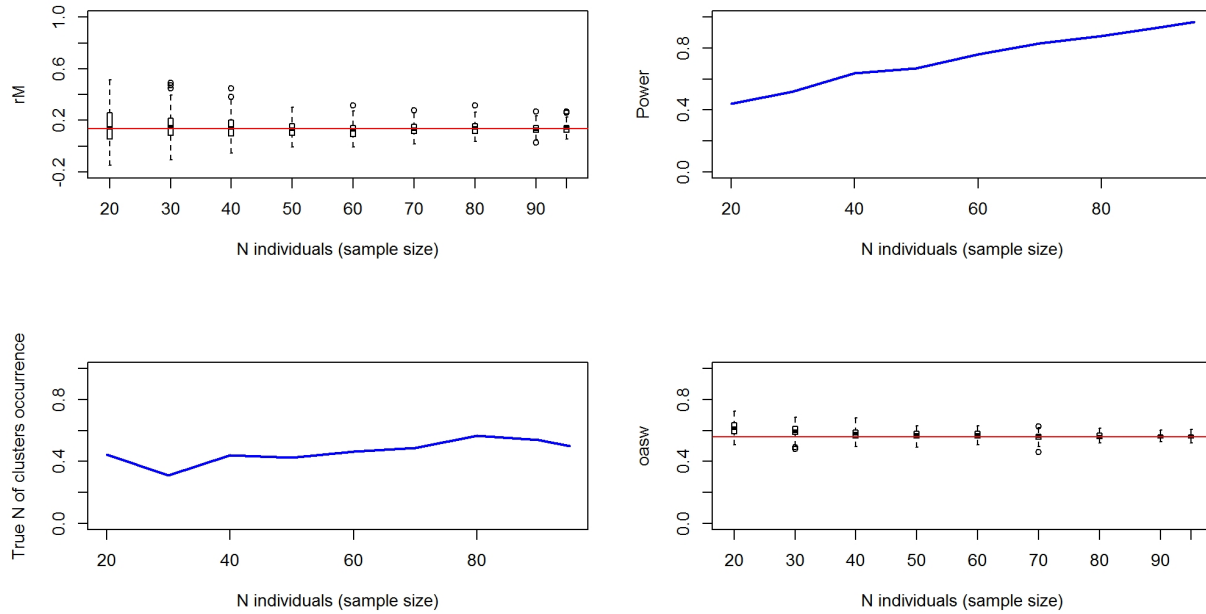 rM
1.0
0.6
0.2
-0.2
20 30 40 50 60 70 80 90
N individuals (sample size)
Power
0.8
0.4
0.0
20 40 60 80
N individuals (sample size)
True N of clusters occurrence
0.8
0.4
0.0
20 40 60 80
N individuals (sample size)
oasw
0.8
0.4
0.0
20 30 40 50 60 70 80 90
N individuals (sample size)